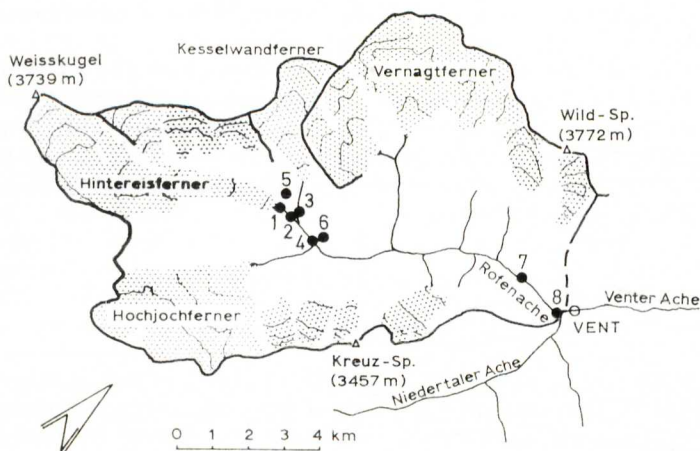 Weisskugel
(3739 m)
Kesselwandferner
Vernagtferner
Wild-Sp.
(3772 m)
Hintereisferner
5
3
1
2
6
4
7
Rofenache
8
Venter Ache
VENT
Hochjochferner
Kreuz-Sp.
(3457 m)
Niedertaler Ache
0 1 2 3 4 km